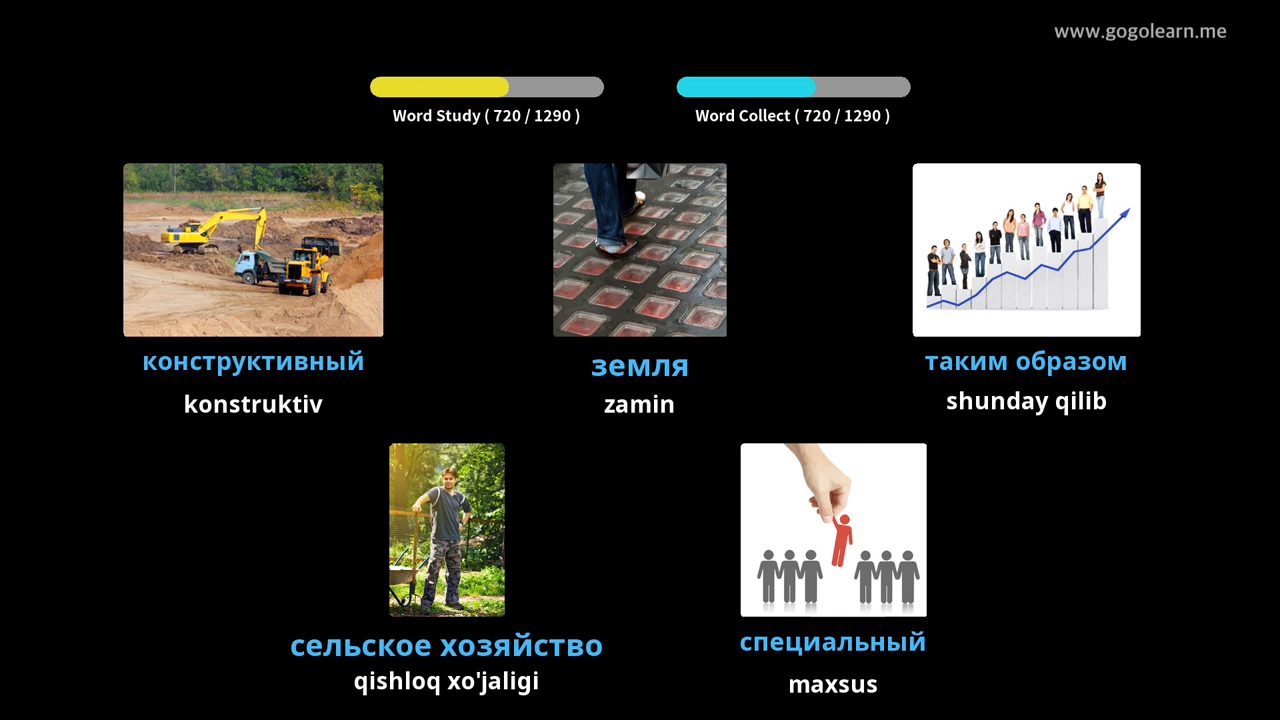 www.gogolearn.me
Word Study ( 720 / 1290 )
Word Collect ( 720 / 1290 )
конструктивный
konstruktiv
земля
zamin
таким образом
shunday qilib
сельское хозяйство
qishloq xo'jaligi
специальный
maxsus